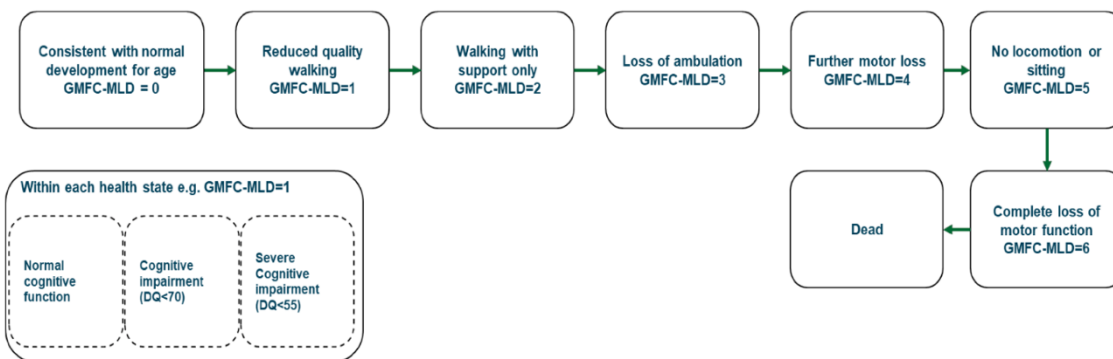 Consistent with normal
development for age
GMFC-MLD = 0
Reduced quality
walking
GMFC-MLD=1
Walking with
support only
GMFC-MLD=2
Loss of ambulation
GMFC-MLD=3
Further motor loss
GMFC-MLD=4
No locomotion or
sitting
GMFC-MLD=5
Within each health state e.g. GMFC-MLD=1
Normal
cognitive
function
Cognitive
impairment
(DQ<70)
Severe
Cognitive
impairment
(DQ<55)
Dead
Complete loss of
motor function
GMFC-MLD=6